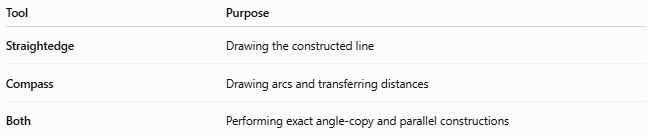 Tool Purpose
Straightedge Drawing the constructed line
Compass Drawing arcs and transferring distances
Both Performing exact angle-copy and parallel constructions